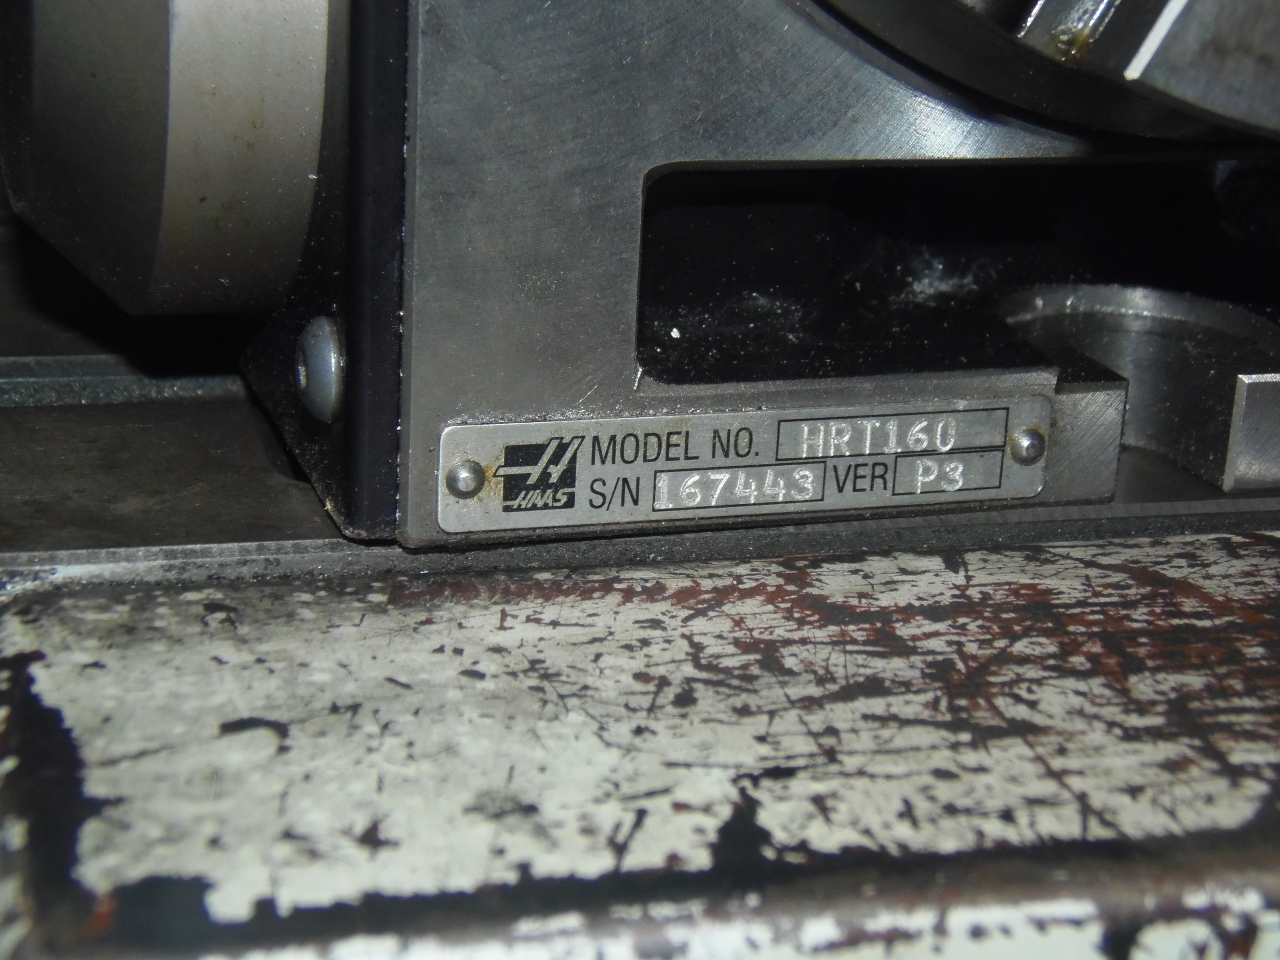 HAAS
MODEL NO. HRT160
S/N 167443 VER P3